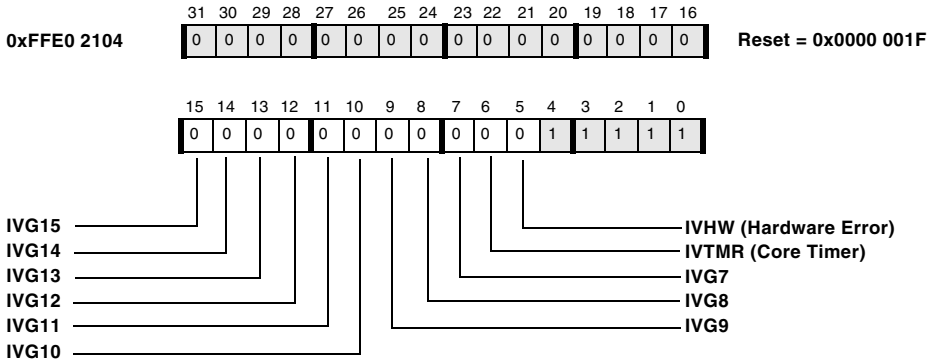 31 30 29 28 27 26 25 24 23 22 21 20 19 18 17 16
0xFFE0 2104 0 0 0 0 0 0 0 0 0 0 0 0 0 0 0 0 Reset = 0x0000 001F
15 14 13 12 11 10 9 8 7 6 5 4 3 2 1 0
0 0 0 0 0 0 0 0 0 0 0 1 1 1 1 1
IVG15 IVHW (Hardware Error)
IVG14 IVTMR (Core Timer)
IVG13 IVG7
IVG12 IVG8
IVG11 IVG9
IVG10